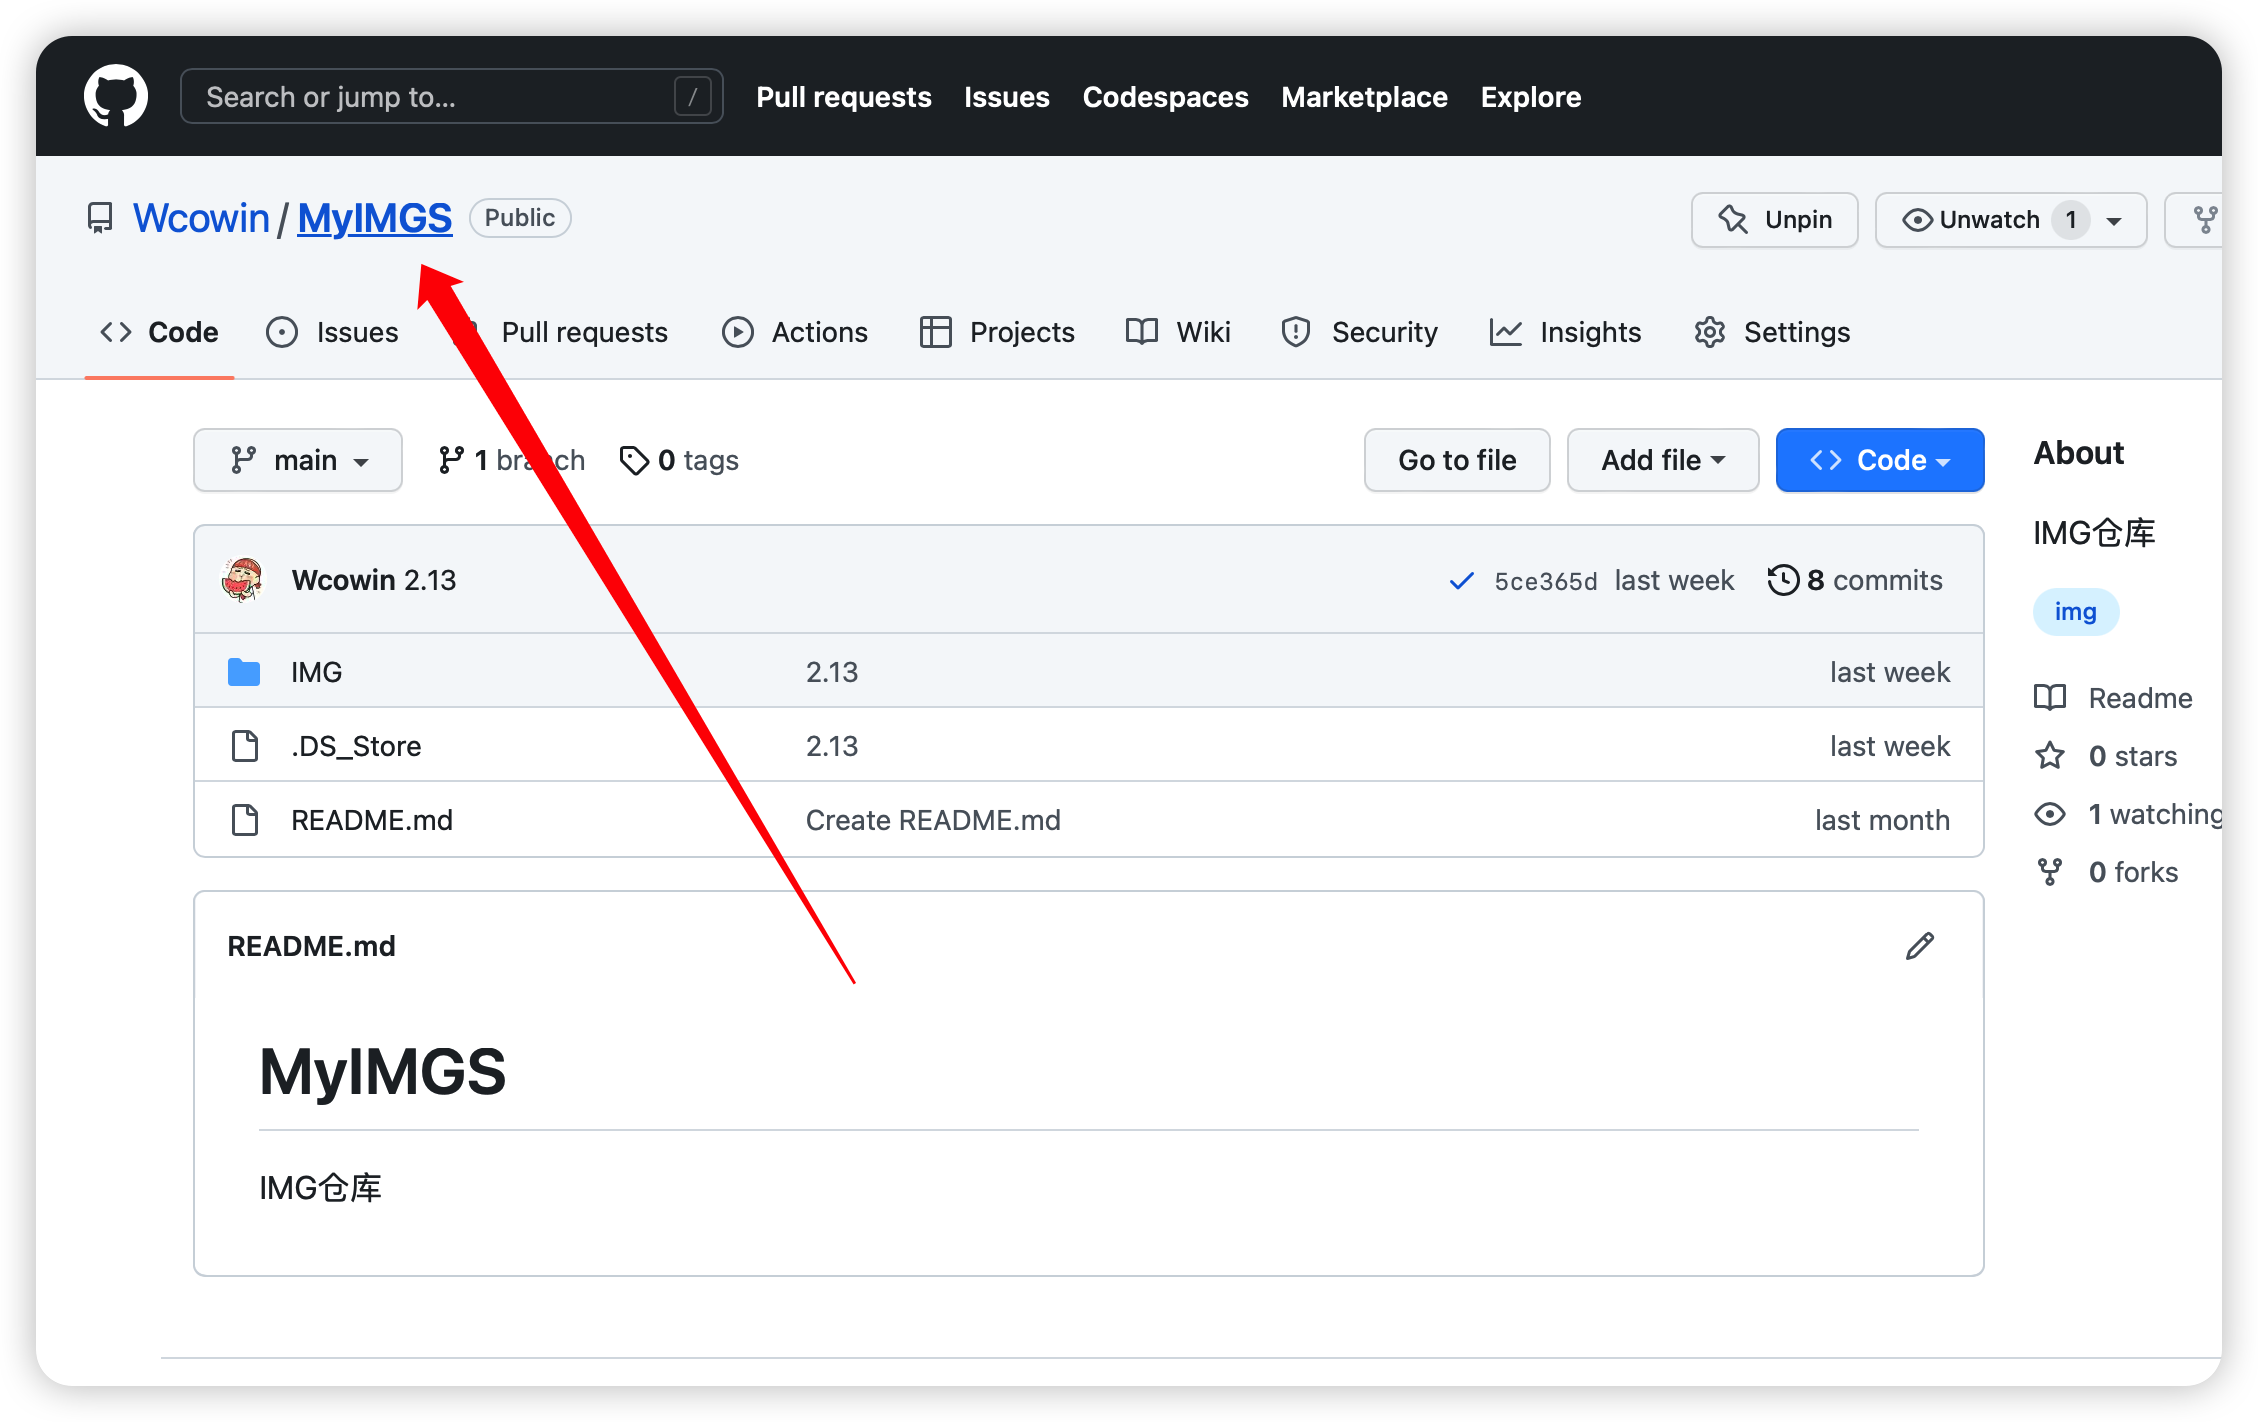 Search or jump to... / Pull requests Issues Codespaces Marketplace Explore
Wcowin / MyIMGS Public Unpin Unwatch 1
Code Issues Pull requests Actions Projects Wiki Security Insights Settings
main 1 branch 0 tags Go to file Add file Code
Wcowin 2.13 5ce365d last week 8 commits
IMG 2.13 last week
.DS_Store 2.13 last week
README.md Create README.md last month
README.md
MyIMGS
IMG仓库
About
IMG仓库
img
Readme
0 stars
1 watching
0 forks